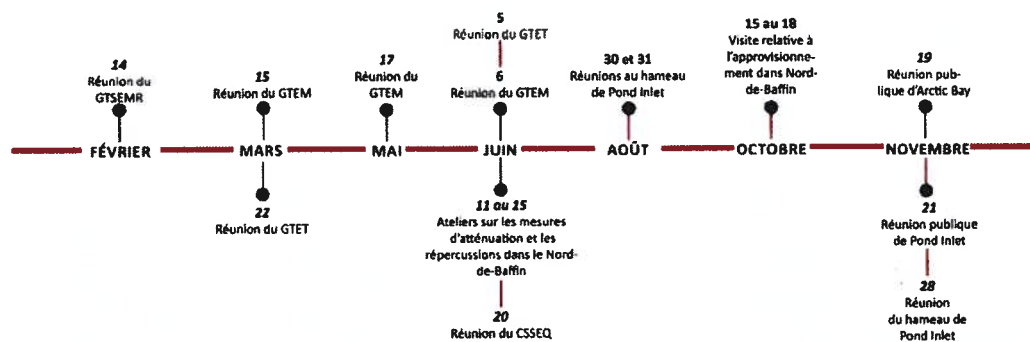 14
Réunion du
GTSEMR
FÉVRIER
15
Réunion du GTEM
MARS
22
Réunion du GTET
17
Réunion du
GTEM
MAI
5
Réunion du GTET
6
Réunion du GTEM
JUIN
11 au 15
Ateliers sur les mesures
d'atténuation et les
répercussions dans le Nord-
de-Baffin
20
Réunion du CSSEQ
30 et 31
Réunions au hameau
de Pond Inlet
AOÛT
15 au 18
Visite relative à
l'approvisionne-
ment dans Nord-
de-Baffin
OCTOBRE
19
Réunion pub-
lique d'Arctic Bay
NOVEMBRE
21
Réunion publique
de Pond Inlet
28
Réunion
du hameau de
Pond Inlet